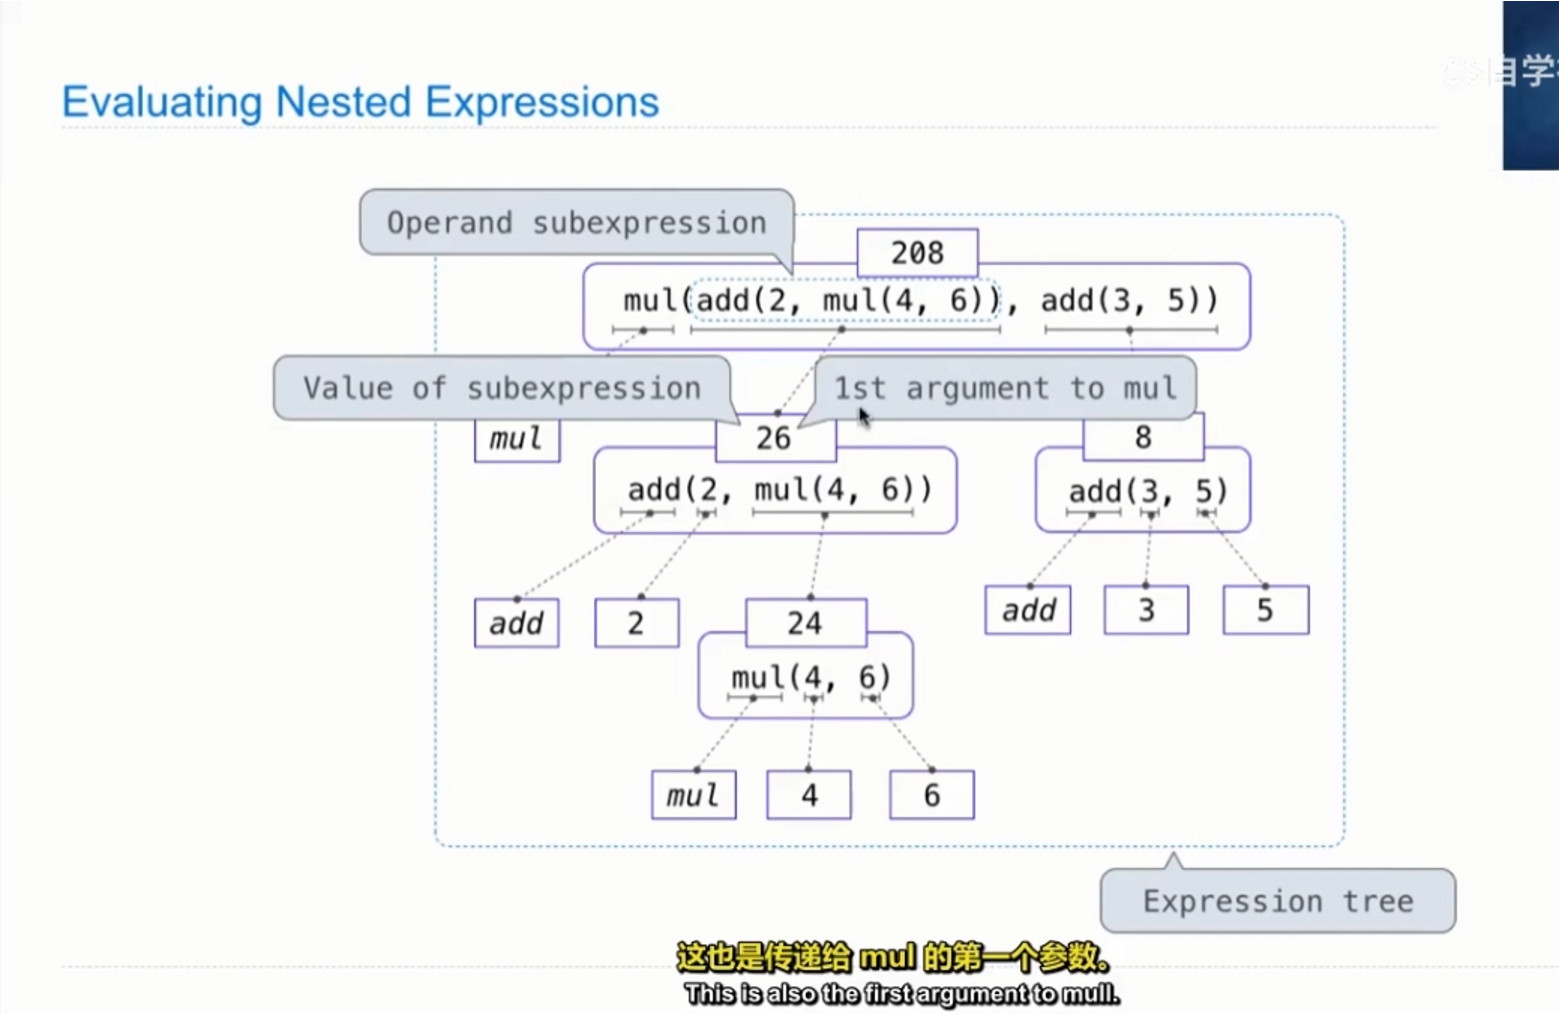 CS自学
Evaluating Nested Expressions
Operand subexpression
208
mul(add(2, mul(4, 6)), add(3, 5))
Value of subexpression
1st argument to mul
mul
26
8
add(2, mul(4, 6))
add(3, 5)
add
2
24
add
3
5
mul(4, 6)
mul
4
6
Expression tree
这也是传递给 mul 的第一个参数。
This is also the first argument to mull.